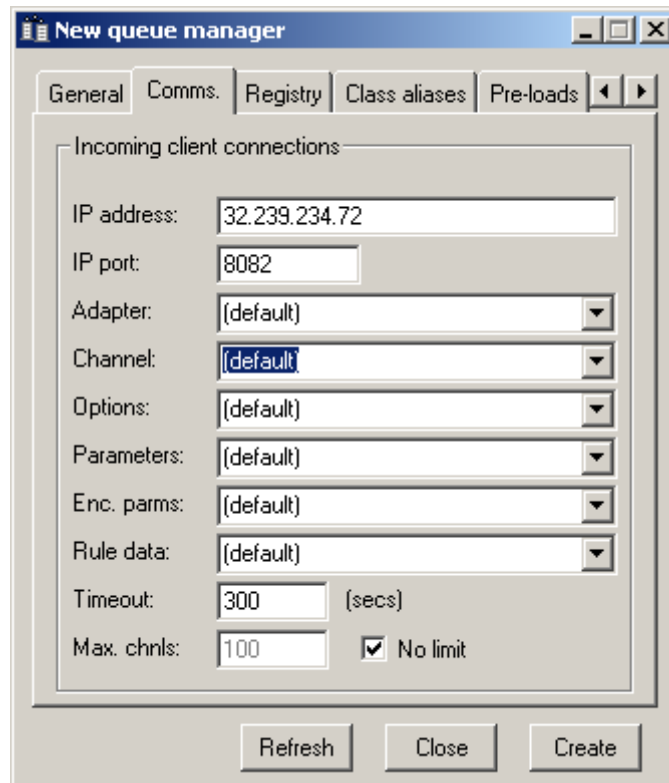 New queue manager
General Comms. Registry Class aliases Pre-loads
Incoming client connections
IP address: 32.239.234.72
IP port: 8082
Adapter: (default)
Channel: (default)
Options: (default)
Parameters: (default)
Enc. parms: (default)
Rule data: (default)
Timeout: 300 (secs)
Max. chnls: 100 No limit
Refresh Close Create